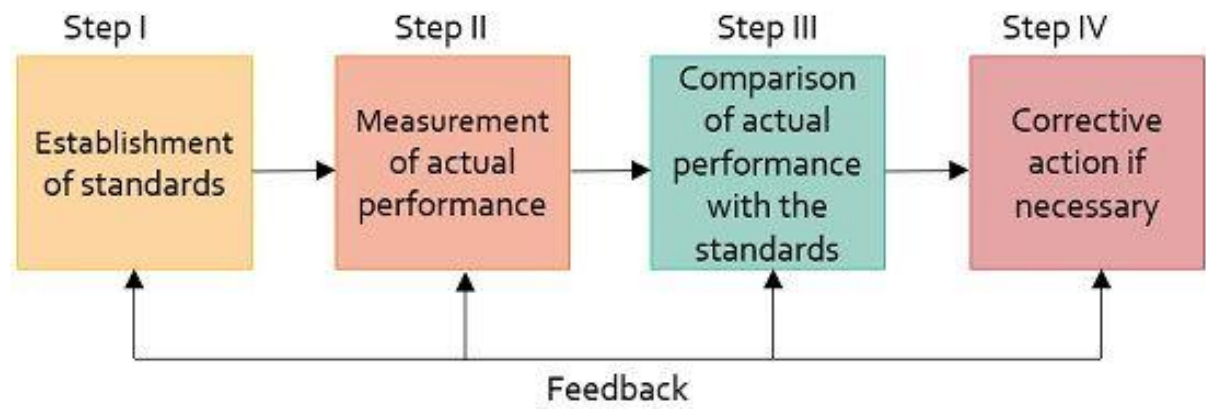 Step I
Establishment
of standards
Step II
Measurement
of actual
performance
Step III
Comparison
of actual
performance
with the
standards
Step IV
Corrective
action if
necessary
Feedback